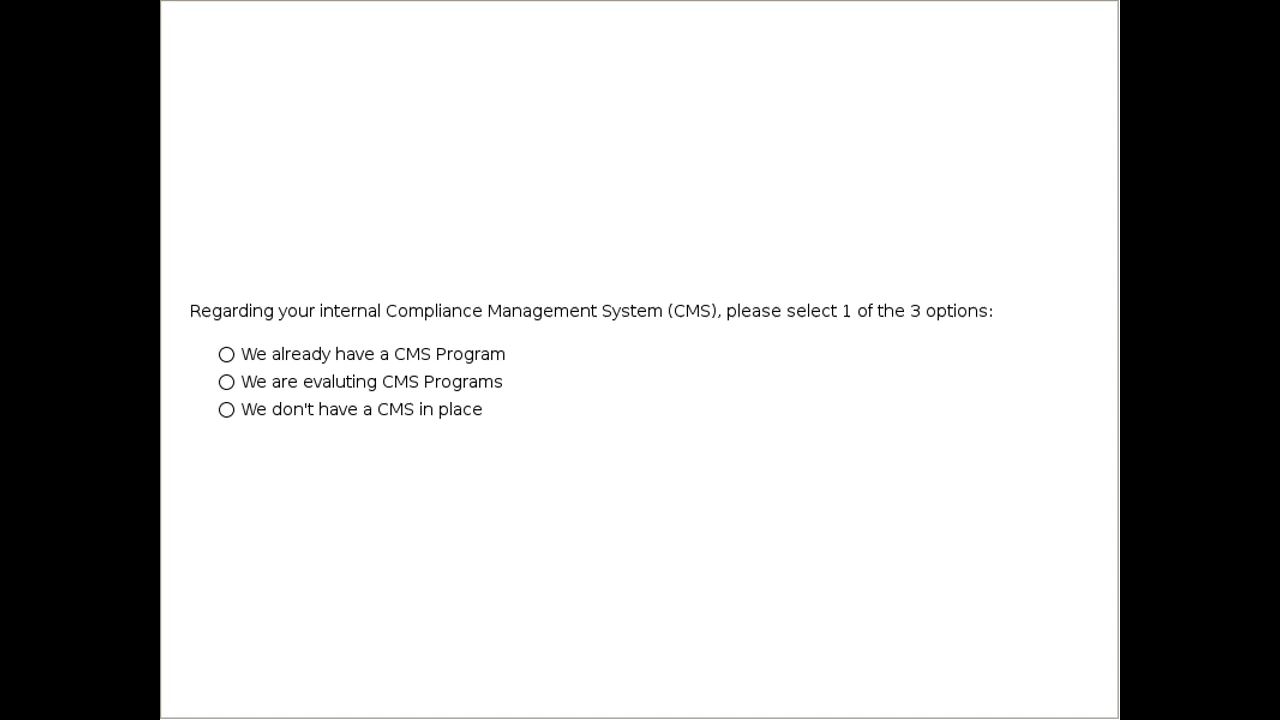 Regarding your internal Compliance Management System (CMS), please select 1 of the 3 options:
We already have a CMS Program
We are evaluting CMS Programs
We don't have a CMS in place